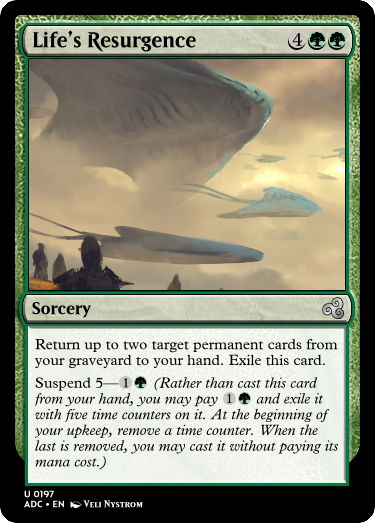 Life's Resurgence 4
Sorcery
Return up to two target permanent cards from
your graveyard to your hand. Exile this card.
Suspend 5—1 (Rather than cast this card
from your hand, you may pay 1 and exile it
with five time counters on it. At the beginning of
your upkeep, remove a time counter. When the
last is removed, you may cast it without paying its
mana cost.)
U 0197
ADC • EN Veli Nystrom